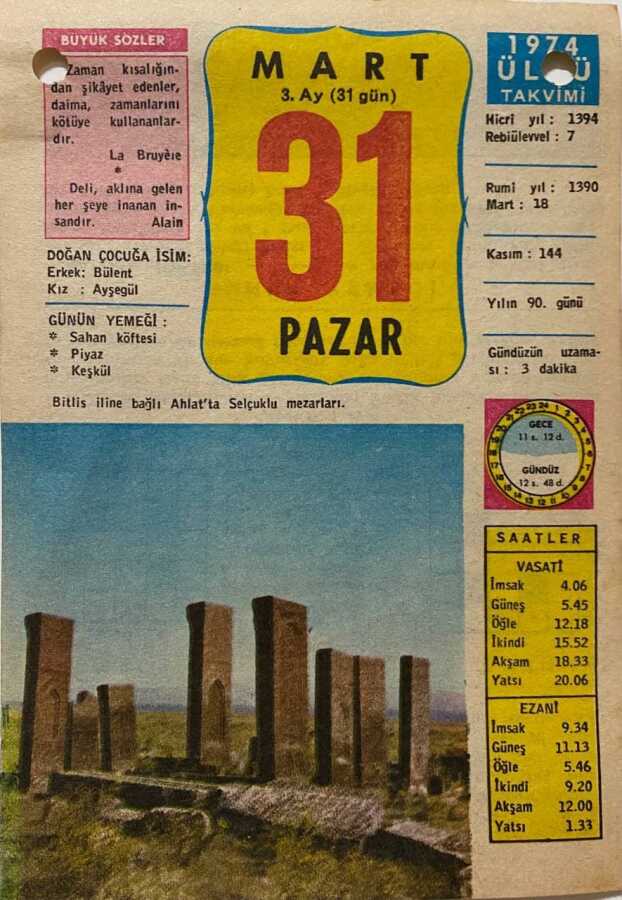 BÜYÜK SÖZLER
Zaman kısalığın-
dan şikâyet edenler,
daima, zamanlarını
kötüye kullananlar-
dır.
La Bruyère
*
Deli, aklına gelen
her şeye inanan in-
sandır. Alain
DOĞAN ÇOCUĞA İSİM:
Erkek: Bülent
Kız : Ayşegül
GÜNÜN YEMEĞİ :
* Sahan köftesi
* Piyaz
* Keşkül
MART
3. Ay (31 gün)
31
PAZAR
1974
ÜLKÜ
TAKVİMİ
Hicrî yıl : 1394
Rebiülevvel : 7
Rumi yıl : 1390
Mart : 18
Kasım : 144
Yılın 90. günü
Gündüzün uzama-
sı : 3 dakika
Bitlis iline bağlı Ahlat'ta Selçuklu mezarları.
GECE
11 s. 12 d.
GÜNDÜZ
12 s. 48 d.
SAATLER
VASATİ
İmsak 4.06
Güneş 5.45
Öğle 12.18
İkindi 15.52
Akşam 18.33
Yatsı 20.06
EZANİ
İmsak 9.34
Güneş 11.13
Öğle 5.46
İkindi 9.20
Akşam 12.00
Yatsı 1.33